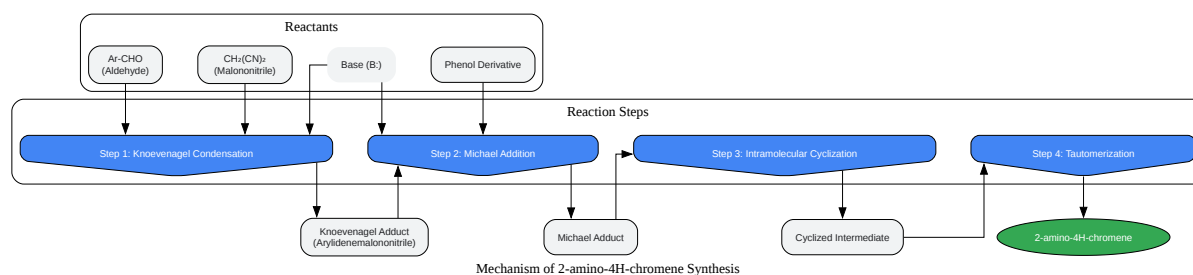 Reactants
Ar-CHO
(Aldehyde)
CH₂(CN)₂
(Malononitrile)
Base (B:)
Phenol Derivative
Reaction Steps
Step 1: Knoevenagel Condensation
Step 2: Michael Addition
Step 3: Intramolecular Cyclization
Step 4: Tautomerization
Knoevenagel Adduct
(Arylidenemalononitrile)
Michael Adduct
Cyclized Intermediate
2-amino-4H-chromene
Mechanism of 2-amino-4H-chromene Synthesis